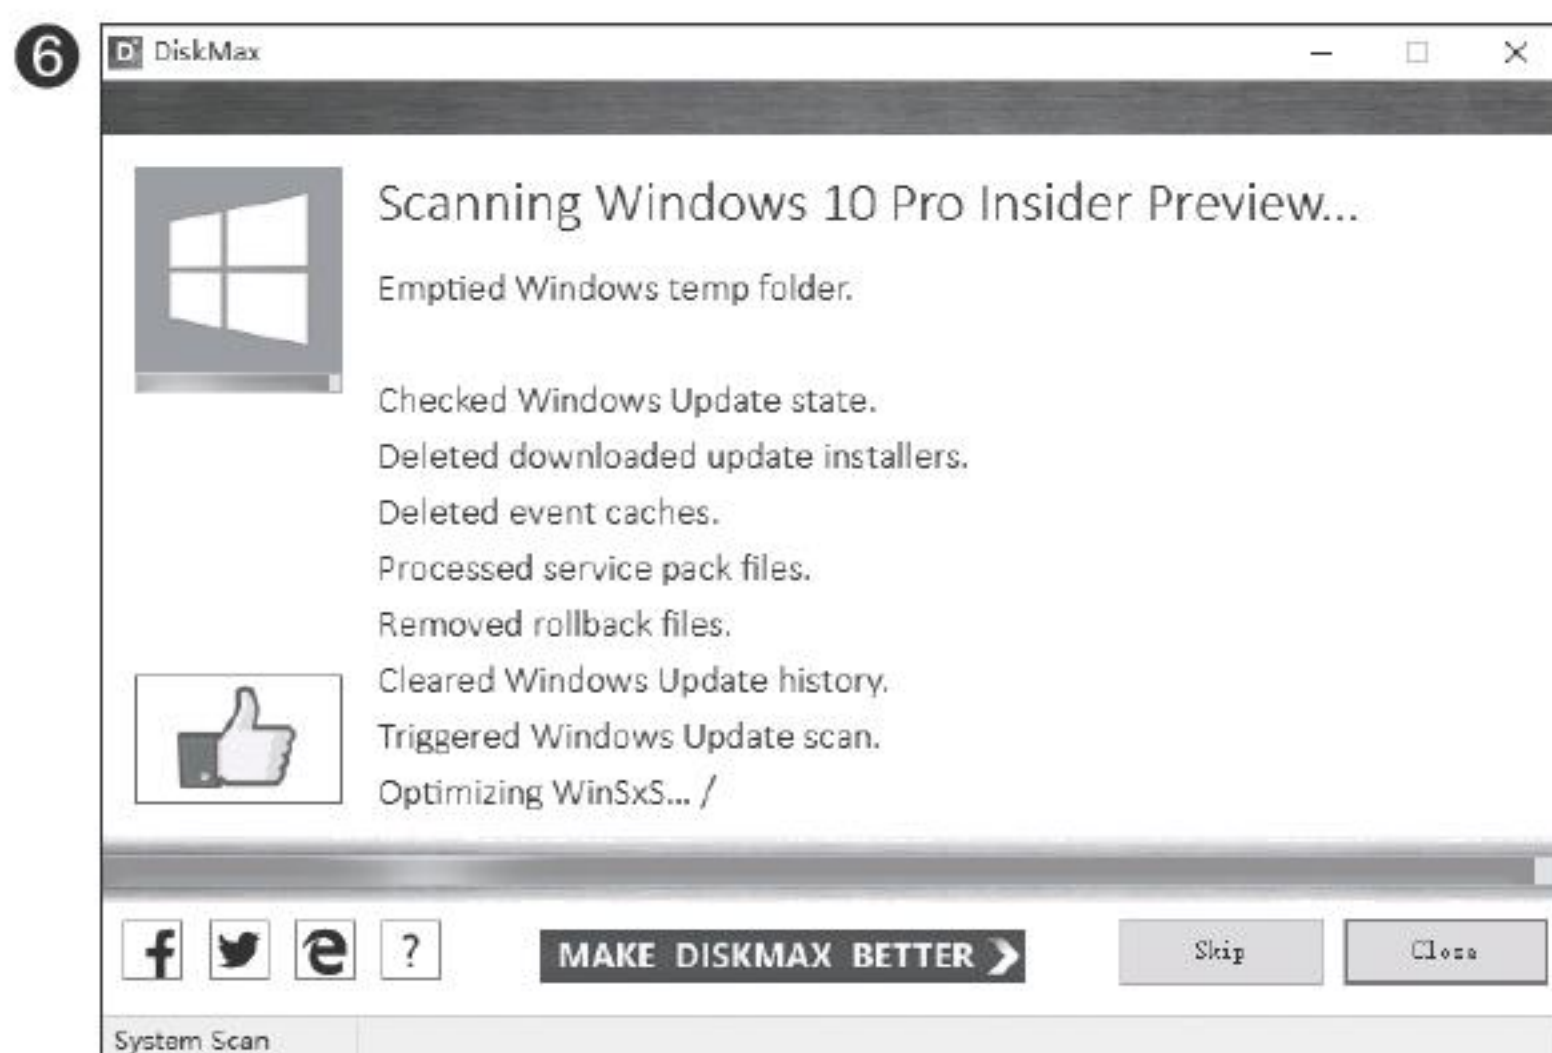 6
D DiskMax
Scanning Windows 10 Pro Insider Preview...
Emptied Windows temp folder.
Checked Windows Update state.
Deleted downloaded update installers.
Deleted event caches.
Processed service pack files.
Removed rollback files.
Cleared Windows Update history.
Triggered Windows Update scan.
Optimizing WinSxS... /
? MAKE DISKMAX BETTER Skip Close
System Scan